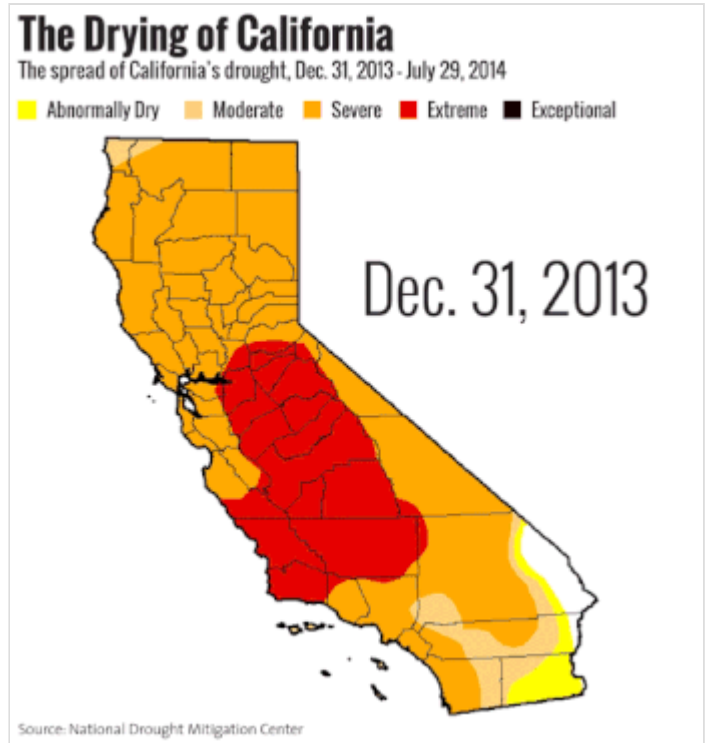 The Drying of California
The spread of California's drought, Dec. 31, 2013 - July 29, 2014
Abnormally Dry Moderate Severe Extreme Exceptional
Dec. 31, 2013
Source: National Drought Mitigation Center